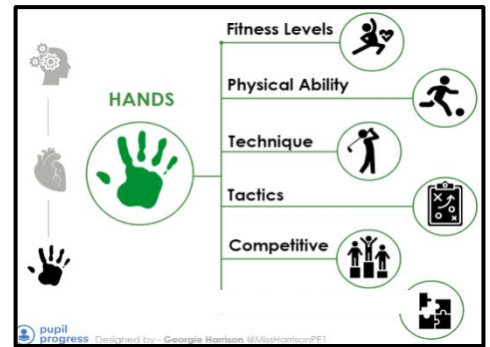 Fitness Levels
Physical Ability
HANDS
Technique
Tactics
Competitive
pupil
progress Designed by - Georgie Harrison @MissHarrisonPE1